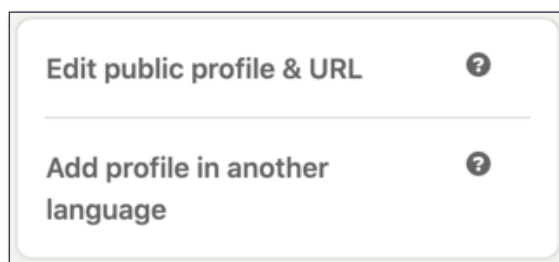 Edit public profile & URL
Add profile in another
language